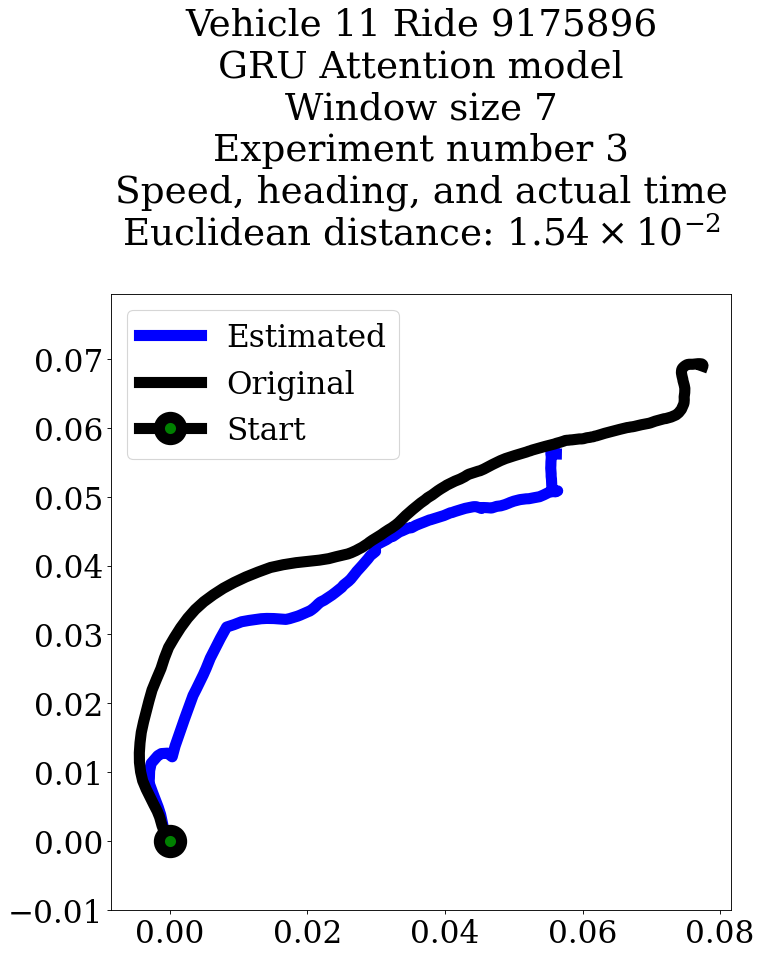 Vehicle 11 Ride 9175896
GRU Attention model
Window size 7
Experiment number 3
Speed, heading, and actual time
Euclidean distance: 1.54 × 10⁻²
Estimated
Original
Start
0.07
0.06
0.05
0.04
0.03
0.02
0.01
0.00
−0.01
0.00 0.02 0.04 0.06 0.08